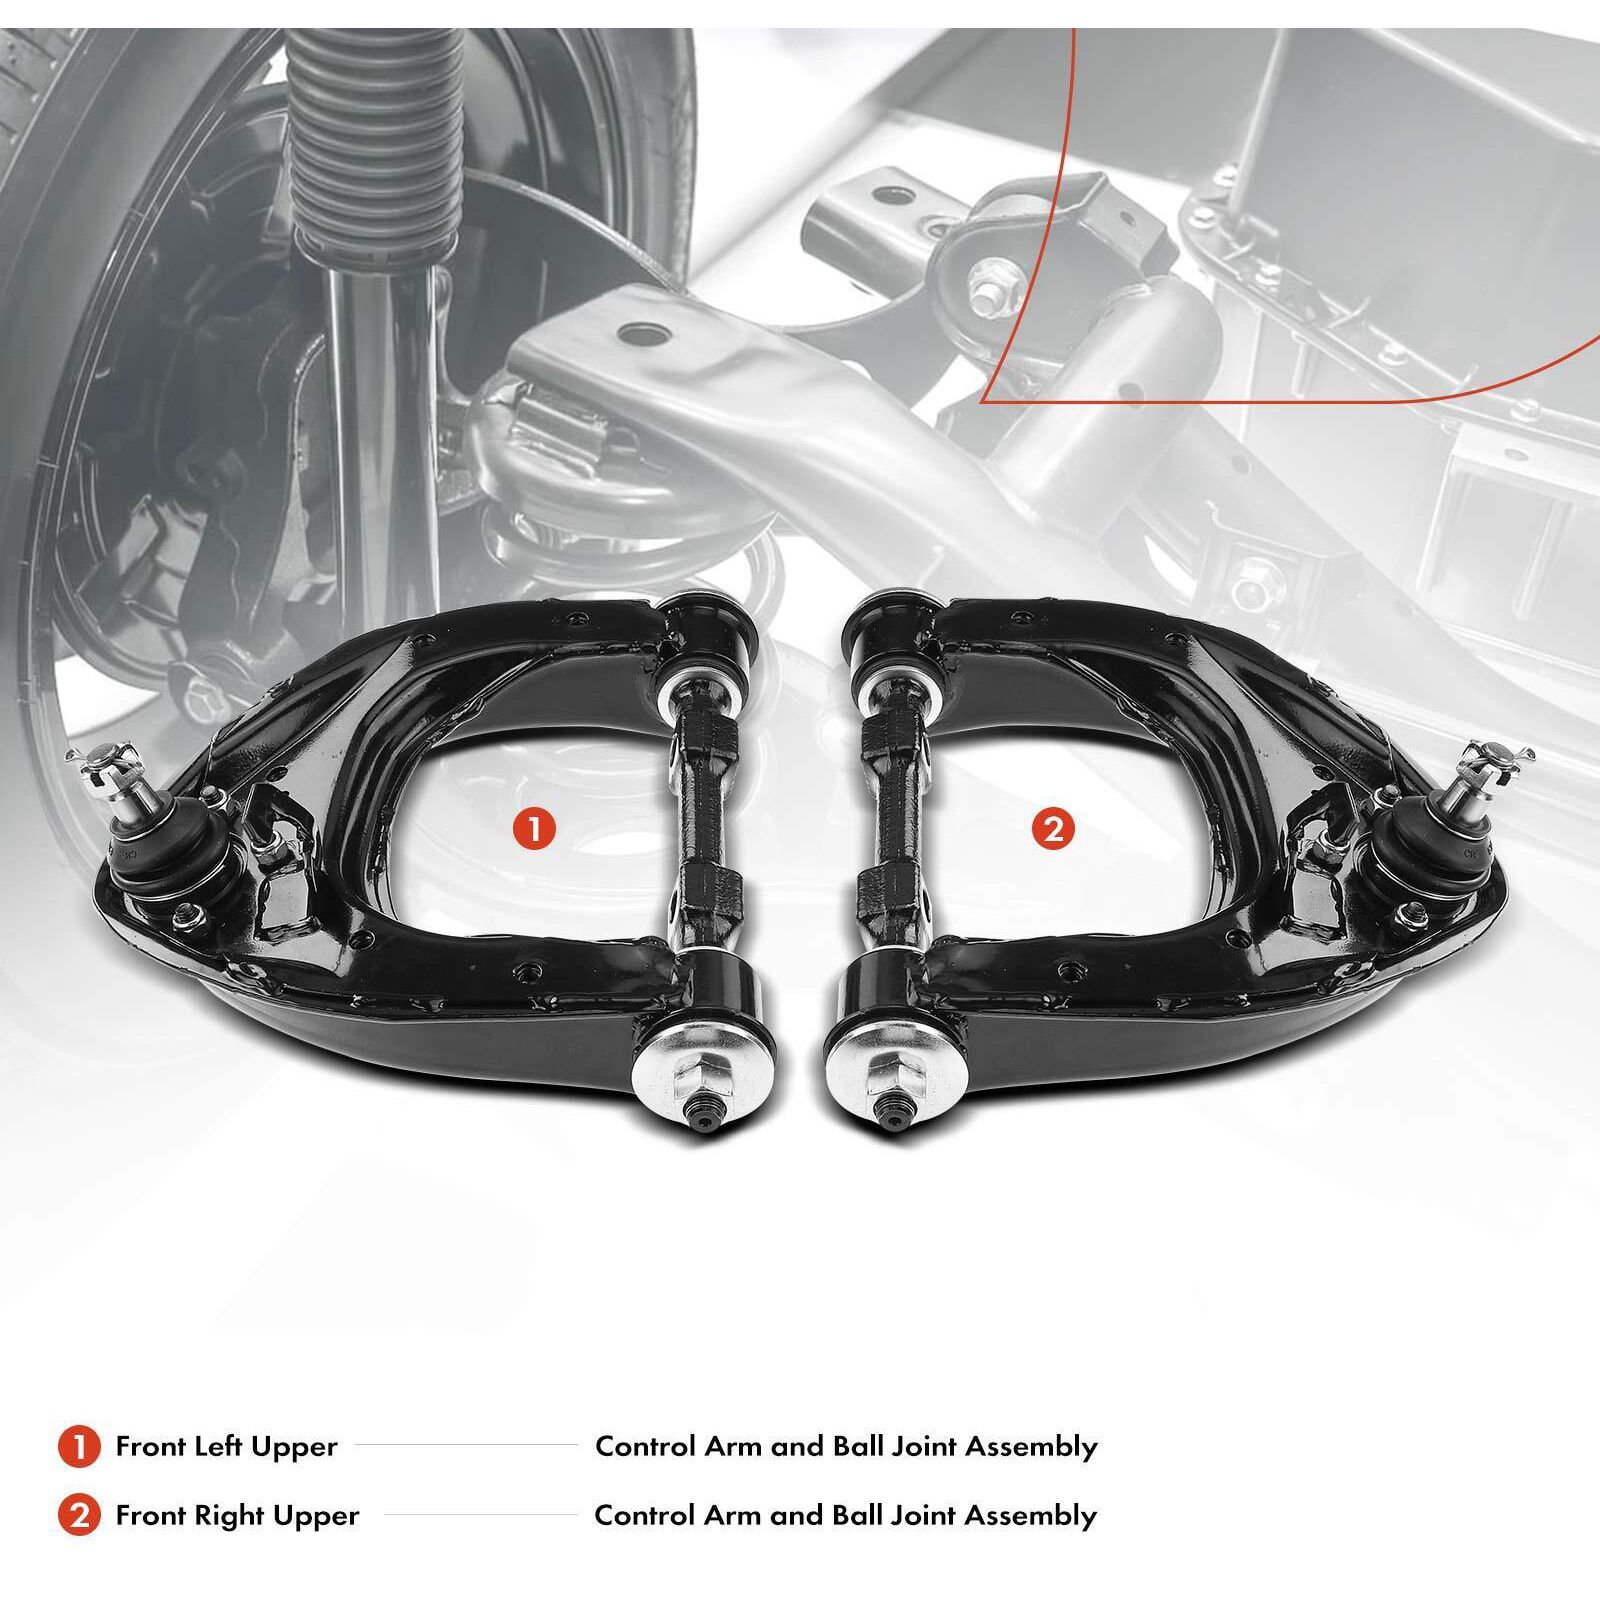 1
2
1 Front Left Upper Control Arm and Ball Joint Assembly
2 Front Right Upper Control Arm and Ball Joint Assembly